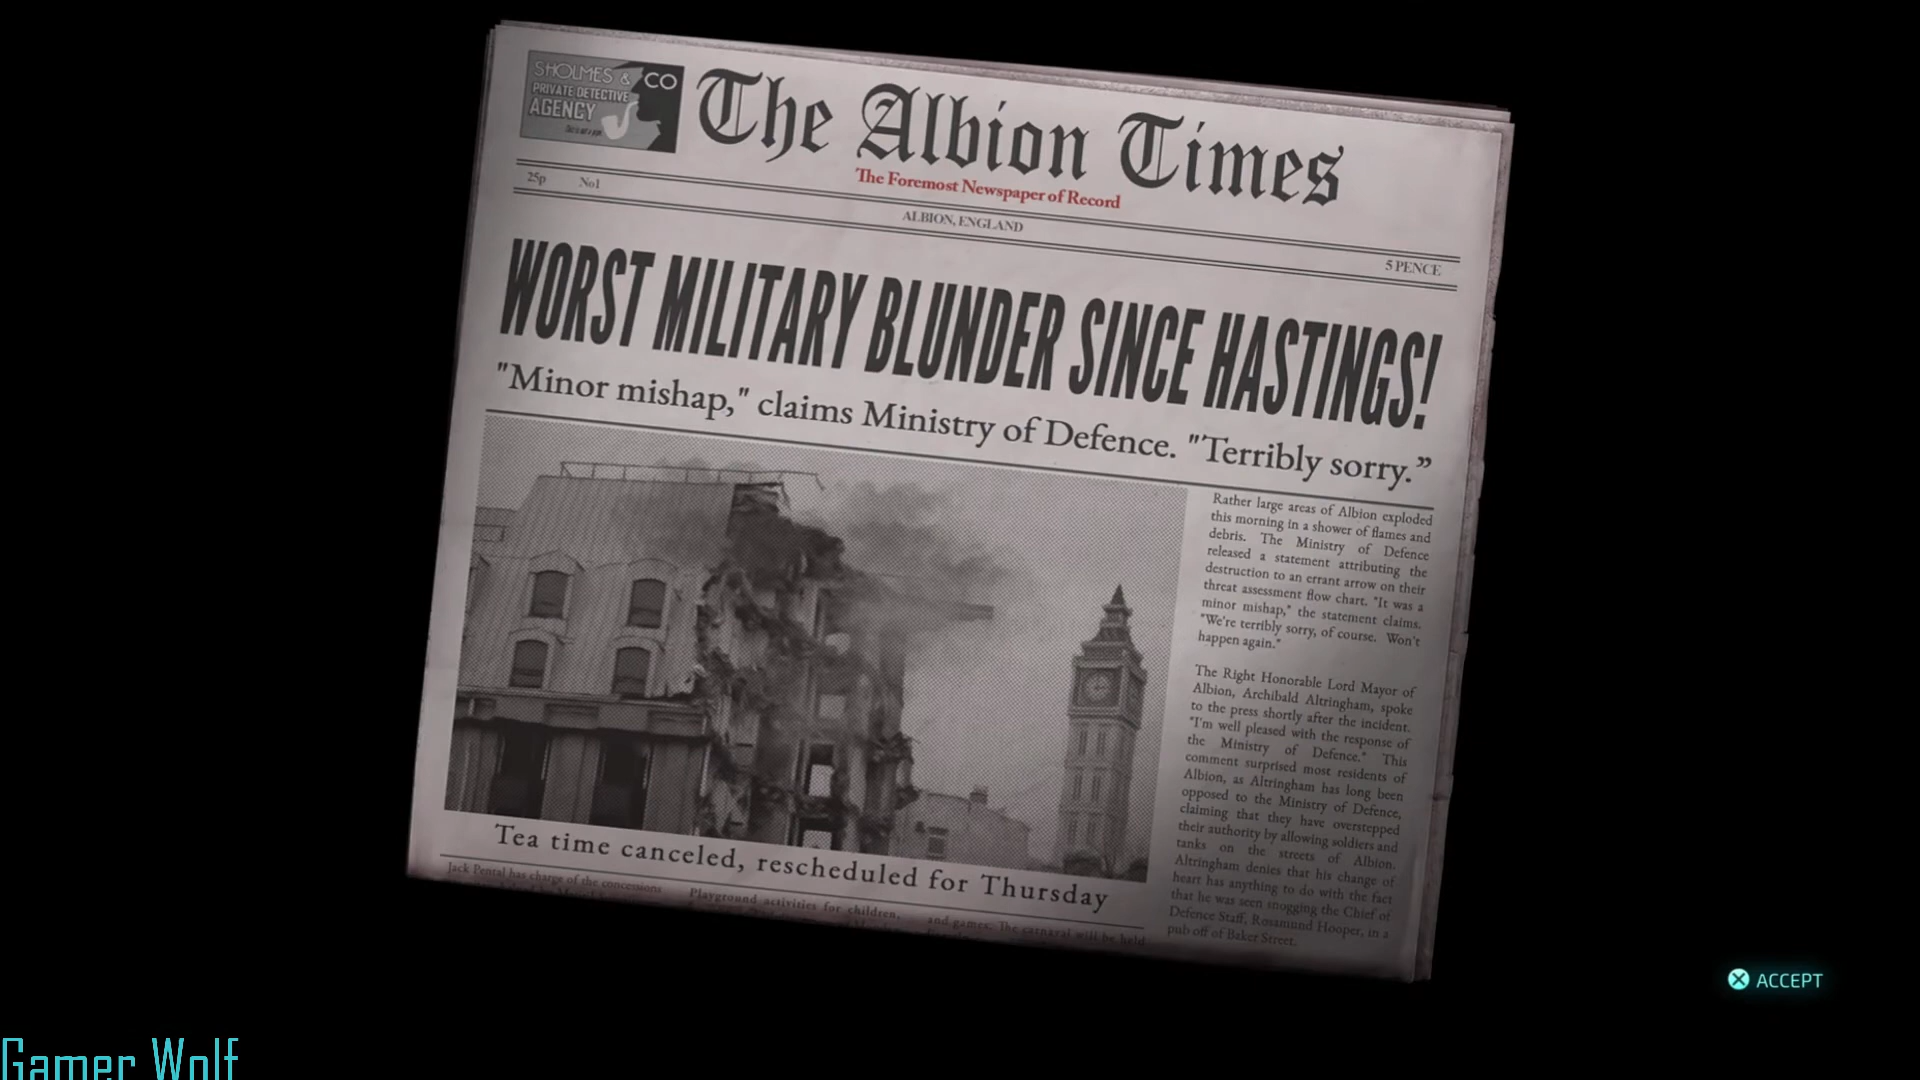 SHOLMES & CO
PRIVATE DETECTIVE
AGENCY
The Albion Times
The Foremost Newspaper of Record
25p No1
ALBION, ENGLAND
5 PENCE
WORST MILITARY BLUNDER SINCE HASTINGS!
"Minor mishap," claims Ministry of Defence. "Terribly sorry.”
Rather large areas of Albion exploded
this morning in a shower of flames and
debris. The Ministry of Defence
released a statement attributing the
destruction to an errant arrow on their
threat assessment flow chart. "It was a
minor mishap," the statement claims.
"We're terribly sorry, of course. Won't
happen again."
The Right Honorable Lord Mayor of
Albion, Archibald Altringham, spoke
to the press shortly after the incident.
"I'm well pleased with the response of
the Ministry of Defence." This
comment surprised most residents of
Albion, as Altringham has long been
opposed to the Ministry of Defence,
claiming that they have overstepped
their authority by allowing soldiers and
tanks on the streets of Albion.
Altringham denies that his change of
heart has anything to do with the fact
that he was seen snogging the Chief of
Defence Staff, Rosamund Hooper, in a
pub off of Baker Street.
Tea time canceled, rescheduled for Thursday
Jack Pental has charge of the concessions
Playground activities for children,
and games. The carnaval will be held
ACCEPT
Gamer Wolf